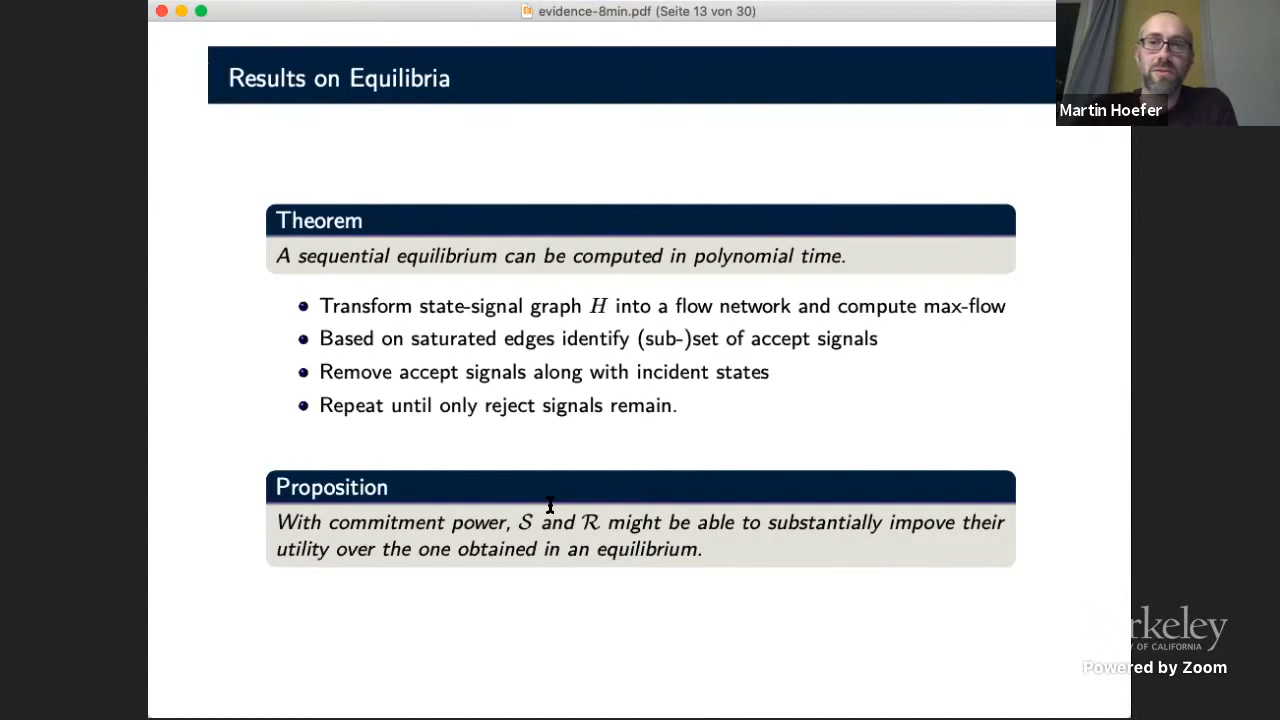 evidence-8min.pdf (Seite 13 von 30)
Results on Equilibria
Martin Hoefer
Theorem
A sequential equilibrium can be computed in polynomial time.
Transform state-signal graph H into a flow network and compute max-flow
Based on saturated edges identify (sub-)set of accept signals
Remove accept signals along with incident states
Repeat until only reject signals remain.
Proposition
With commitment power, S and R might be able to substantially impove their
utility over the one obtained in an equilibrium.
rkeley
Y OF CALIFORNIA
Powered by Zoom